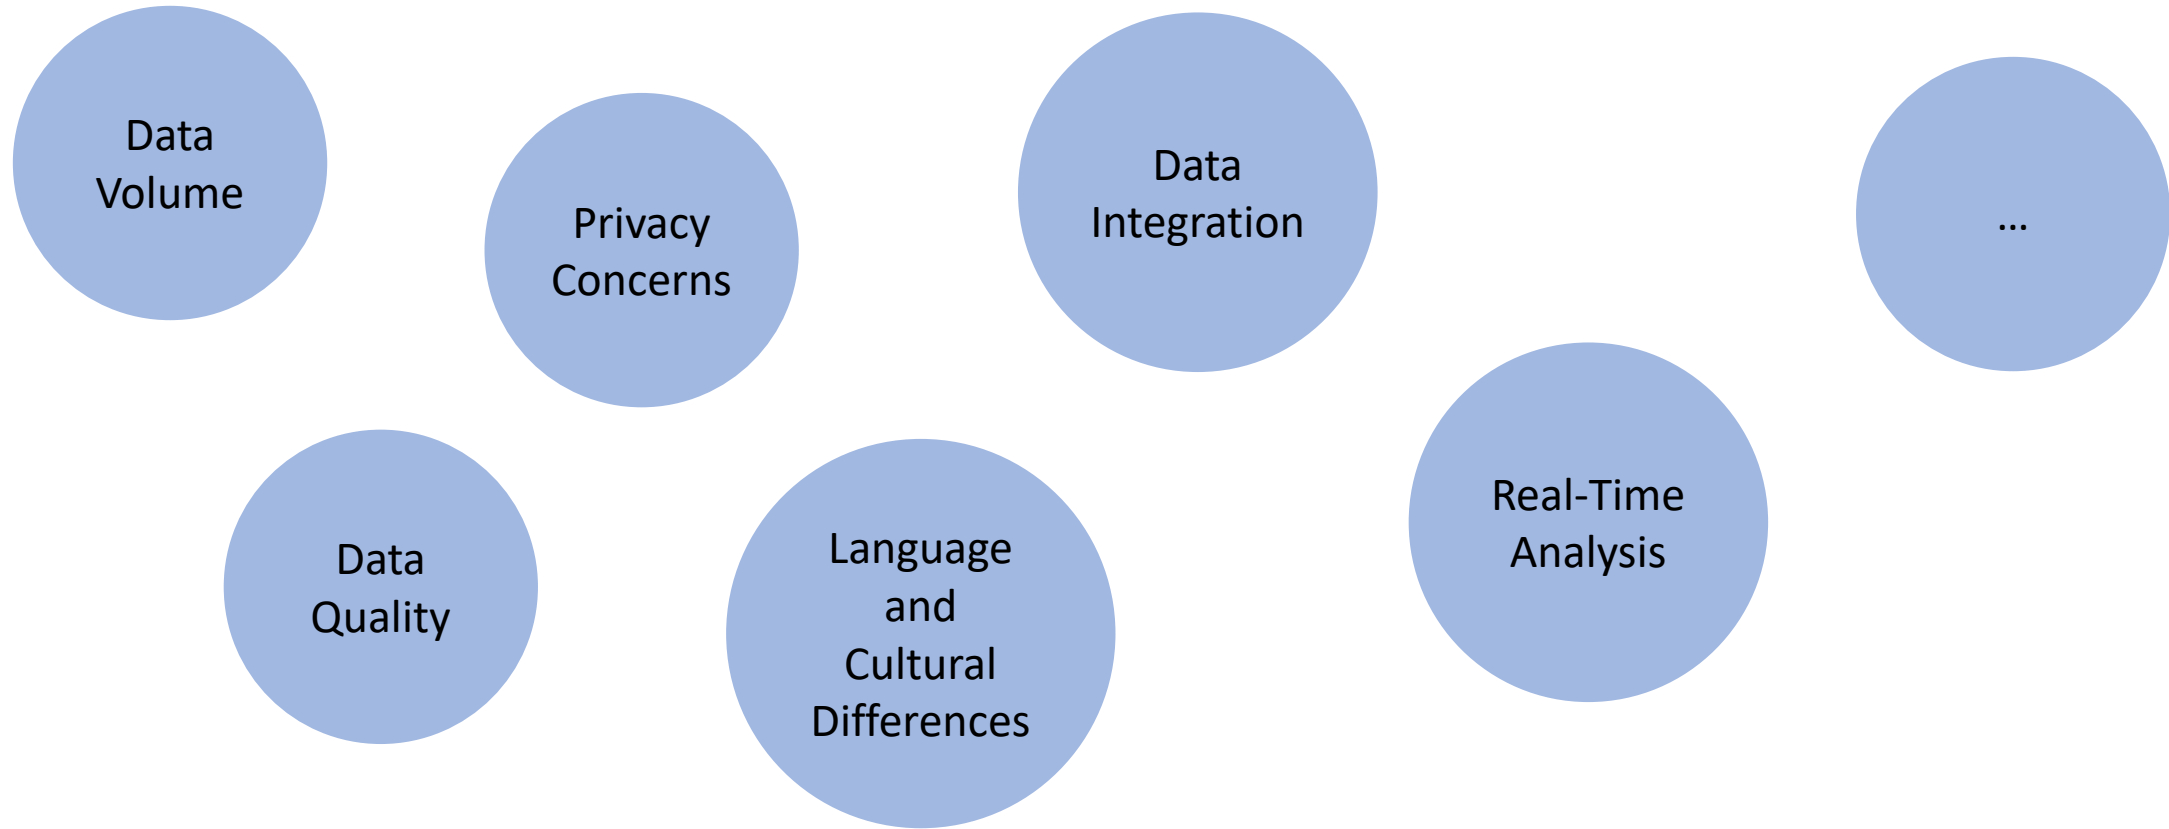 Data
Volume
Privacy
Concerns
Data
Integration
...
Data
Quality
Language
and
Cultural
Differences
Real-Time
Analysis